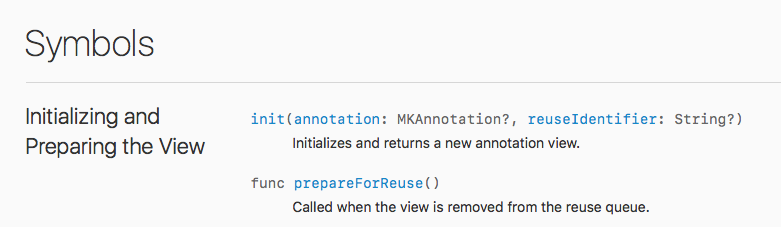 Symbols
Initializing and
Preparing the View
init(annotation: MKAnnotation?, reuseIdentifier: String?)
Initializes and returns a new annotation view.
func prepareForReuse()
Called when the view is removed from the reuse queue.